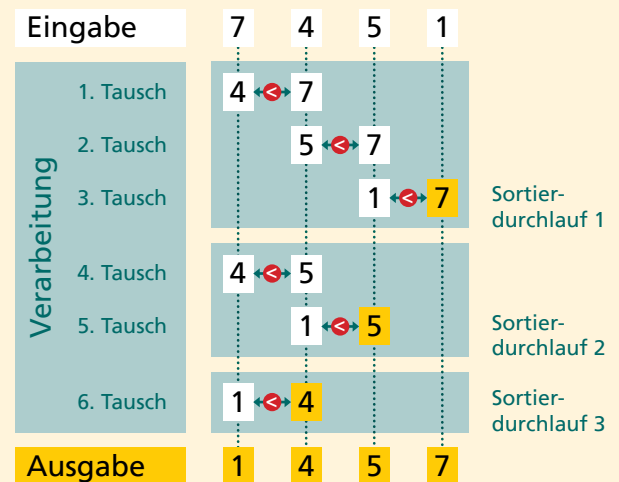 Eingabe 7 4 5 1
Verarbeitung
1. Tausch 4 < 7
2. Tausch 5 < 7
3. Tausch 1 < 7
Sortier-
durchlauf 1
4. Tausch 4 < 5
5. Tausch 1 < 5
Sortier-
durchlauf 2
6. Tausch 1 < 4
Sortier-
durchlauf 3
Ausgabe 1 4 5 7